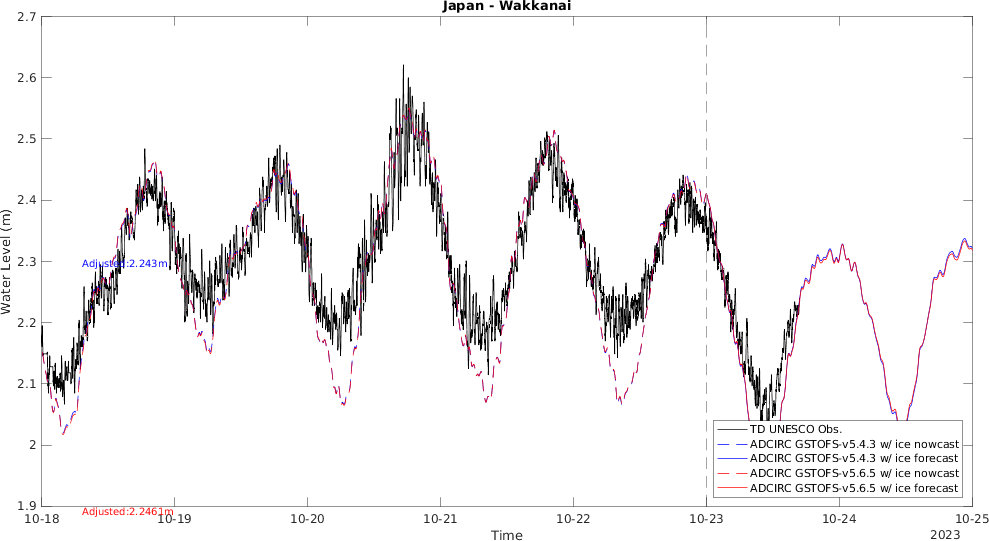 Japan - Wakkanai
2.7
2.6
2.5
2.4
2.3
2.2
2.1
2
1.9
Water Level (m)
Adjusted:2.243m
Adjusted:2.2461m
TD UNESCO Obs.
ADCIRC GSTOFS-v5.4.3 w/ ice nowcast
ADCIRC GSTOFS-v5.4.3 w/ ice forecast
ADCIRC GSTOFS-v5.6.5 w/ ice nowcast
ADCIRC GSTOFS-v5.6.5 w/ ice forecast
10-18 10-19 10-20 10-21 10-22 10-23 10-24 10-25
Time
2023